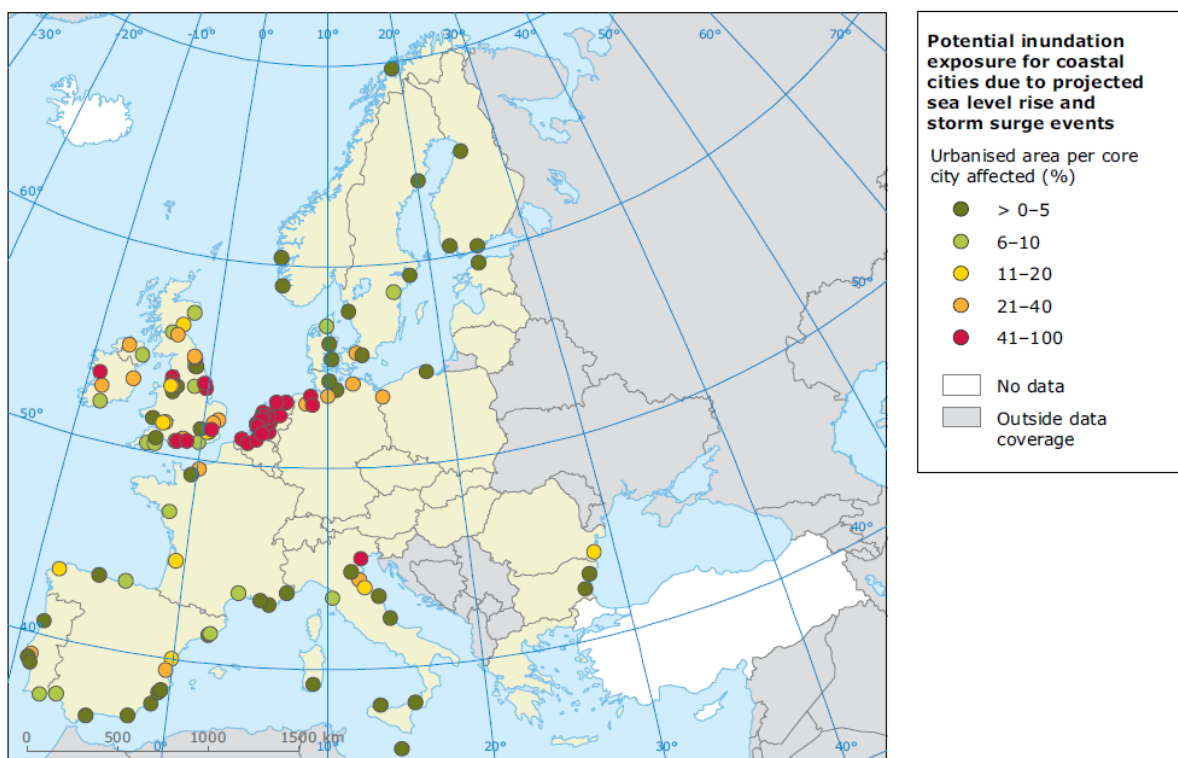 -30°
-20°
-10°
0°
10°
20°
30°
40°
50°
60°
70°
60°
50°
50°
40°
40
0
500
1000
1500 km
0°
10°
20°
30°
40°
Potential inundation
exposure for coastal
cities due to projected
sea level rise and
storm surge events
Urbanised area per core
city affected (%)
> 0–5
6–10
11–20
21–40
41–100
No data
Outside data
coverage